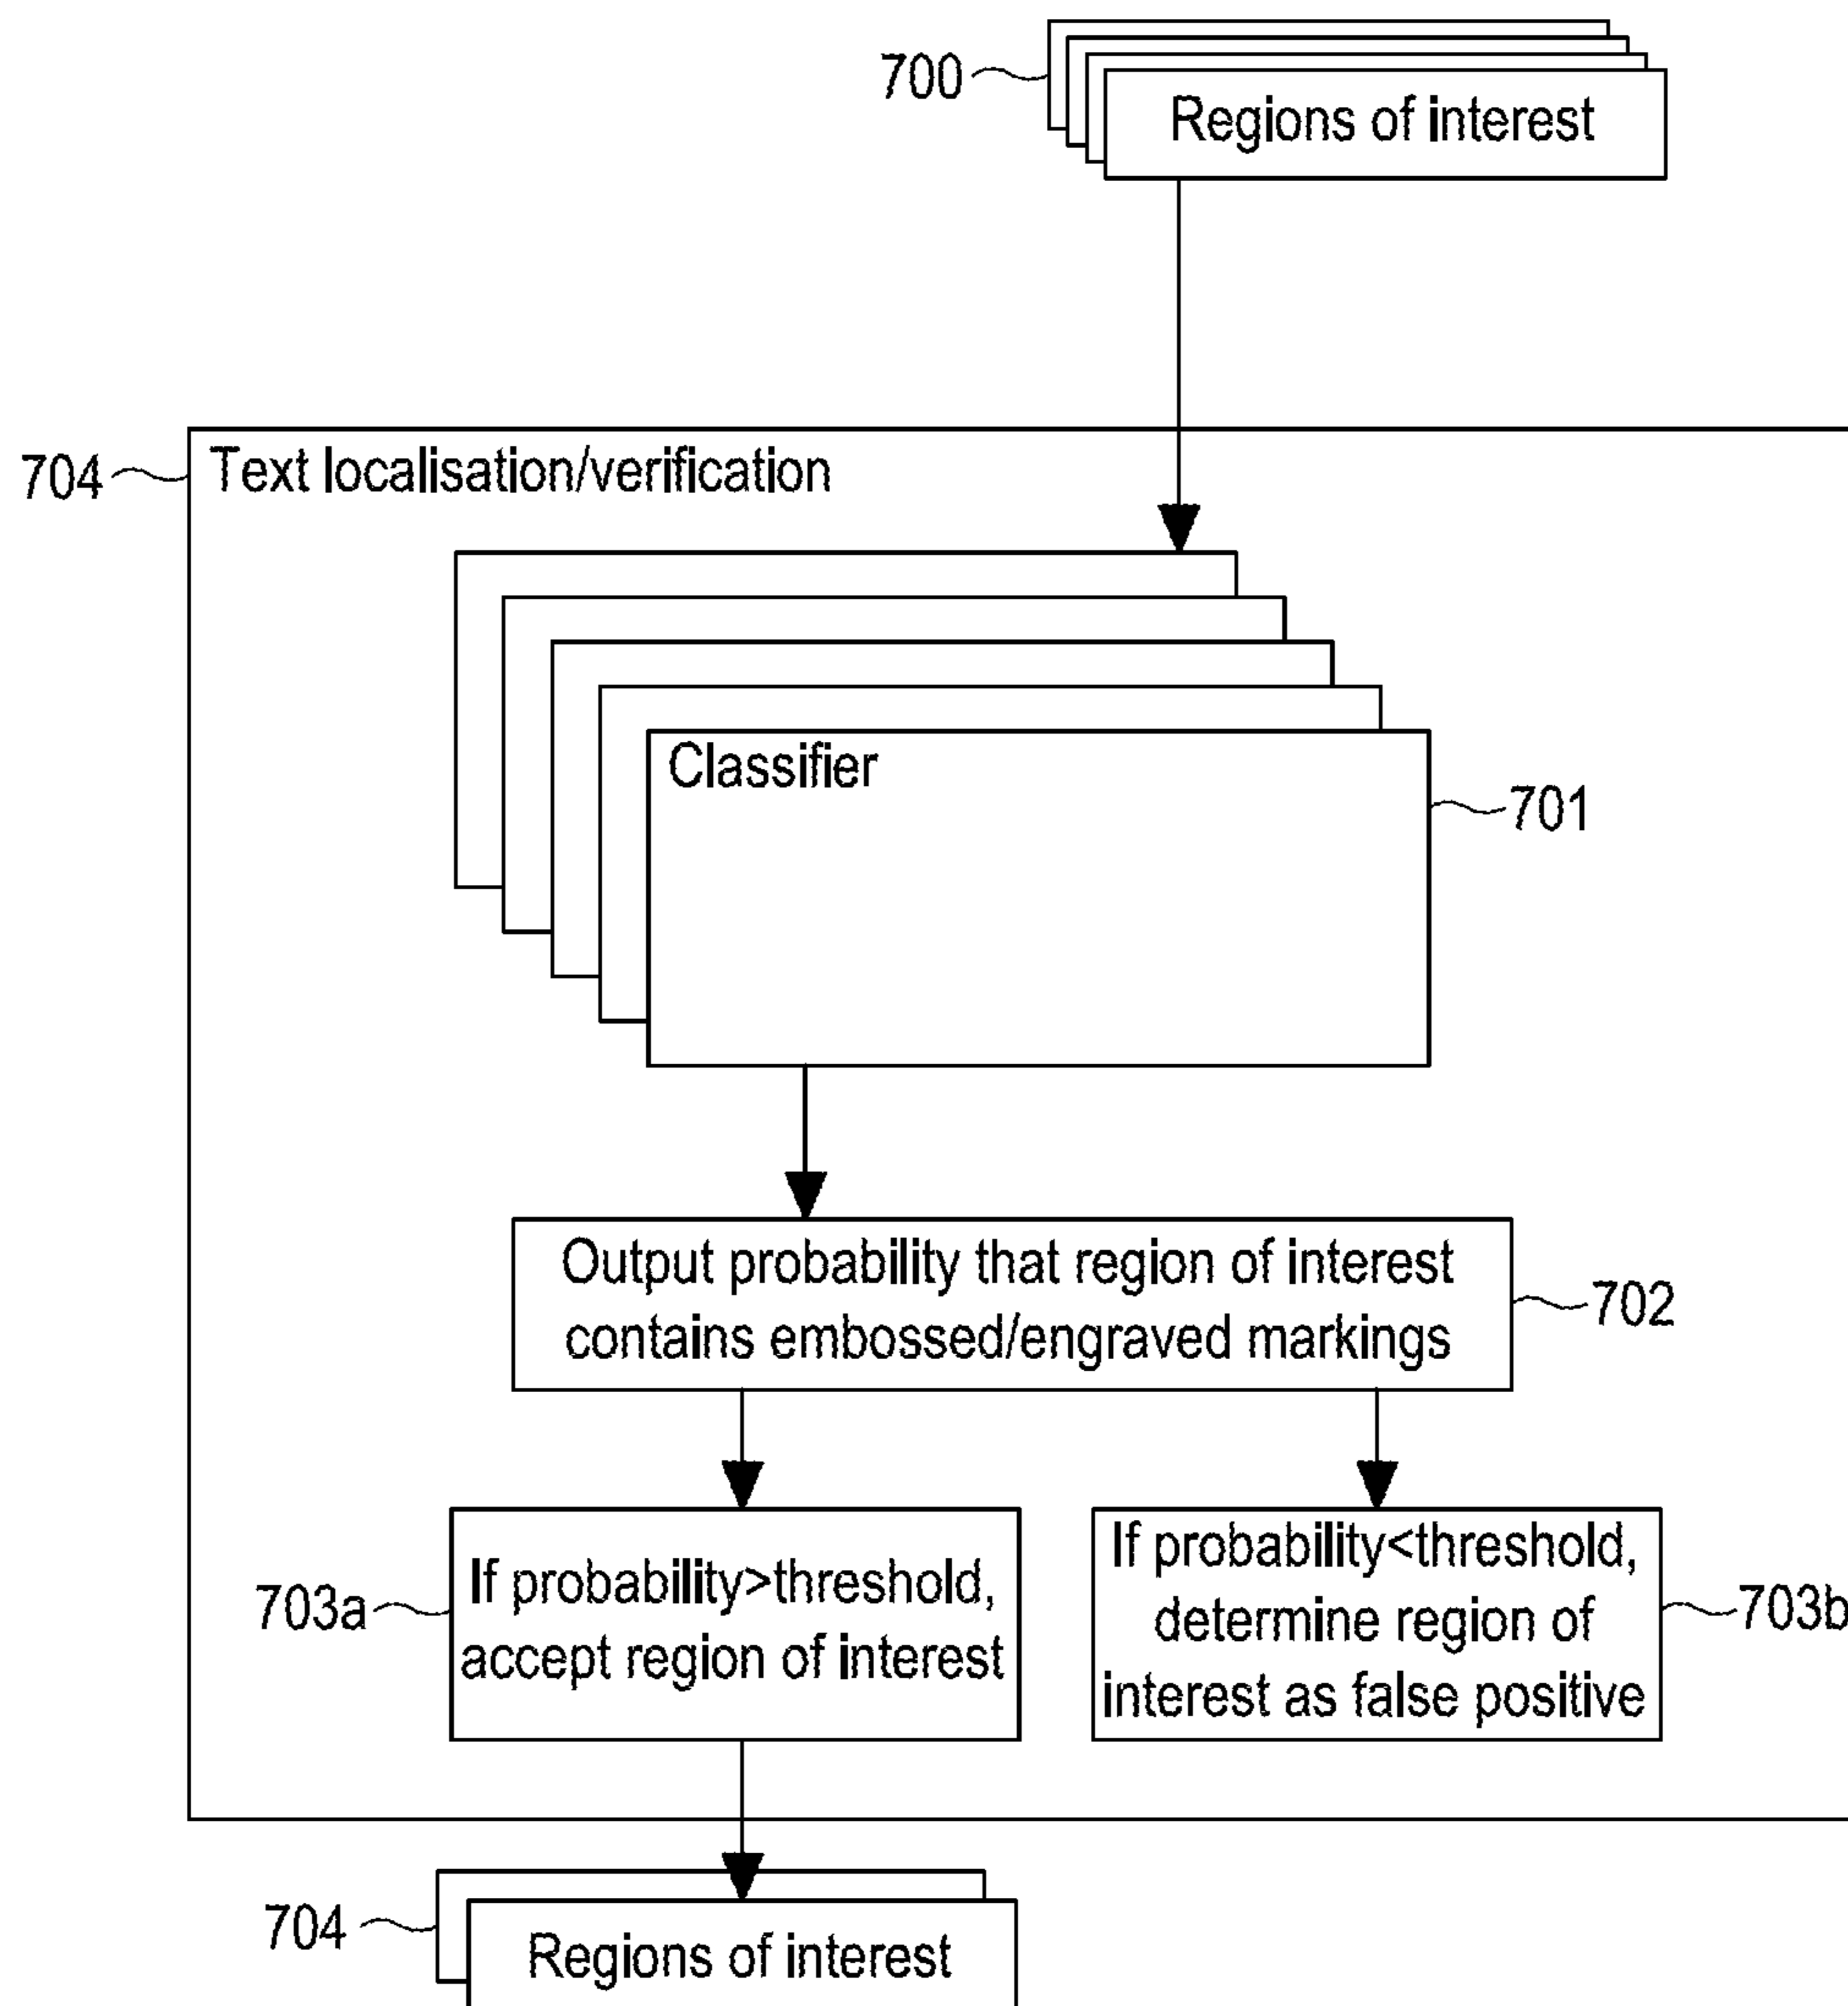 700
Regions of interest
704
Text localisation/verification
Classifier
701
Output probability that region of interest
contains embossed/engraved markings
702
703a
If probability>threshold,
accept region of interest
If probability<threshold,
determine region of
interest as false positive
703b
704
Regions of interest